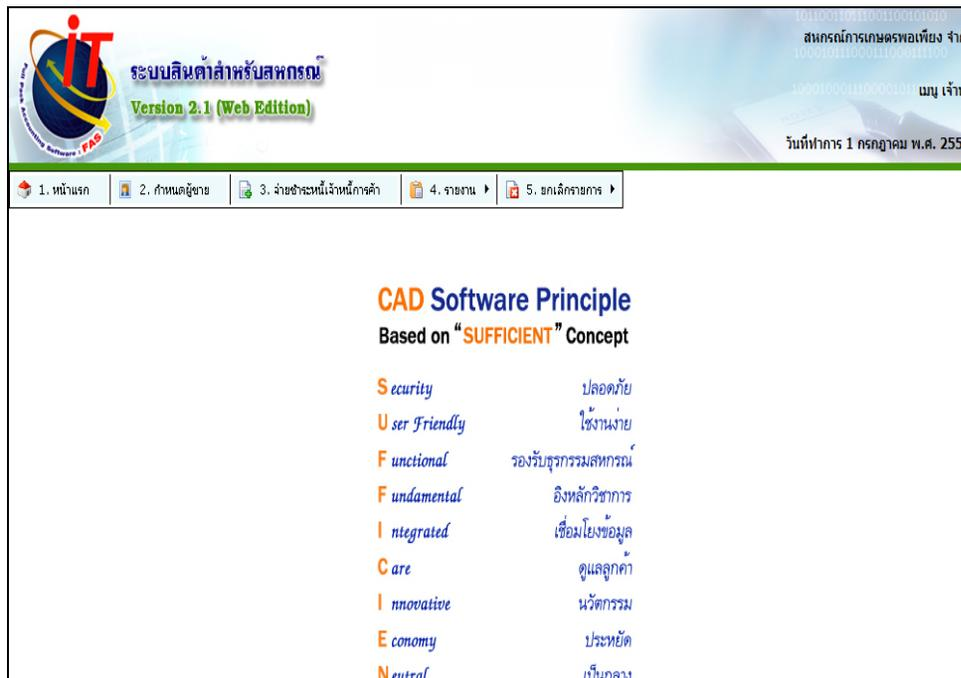 iT
Full Pack Accounting Software : FAS
ระบบสินค้าสำหรับสหกรณ์
Version 2.1 (Web Edition)
สหกรณ์การเกษตรพอเพียง จำกั
เมนู เจ้าห
วันที่ทำการ 1 กรกฎาคม พ.ศ. 255
1. หน้าแรก
2. กำหนดผู้ขาย
3. จ่ายชำระหนี้เจ้าหนี้การค้า
4. รายงาน
5. ยกเลิกรายการ
CAD Software Principle
Based on “SUFFICIENT” Concept
Security ปลอดภัย
User Friendly ใช้งานง่าย
Functional รองรับธุรกรรมสหกรณ์
Fundamental อิงหลักวิชาการ
Integrated เชื่อมโยงข้อมูล
Care ดูแลลูกค้า
Innovative นวัตกรรม
Economy ประหยัด
Neutral เป็นกลาง